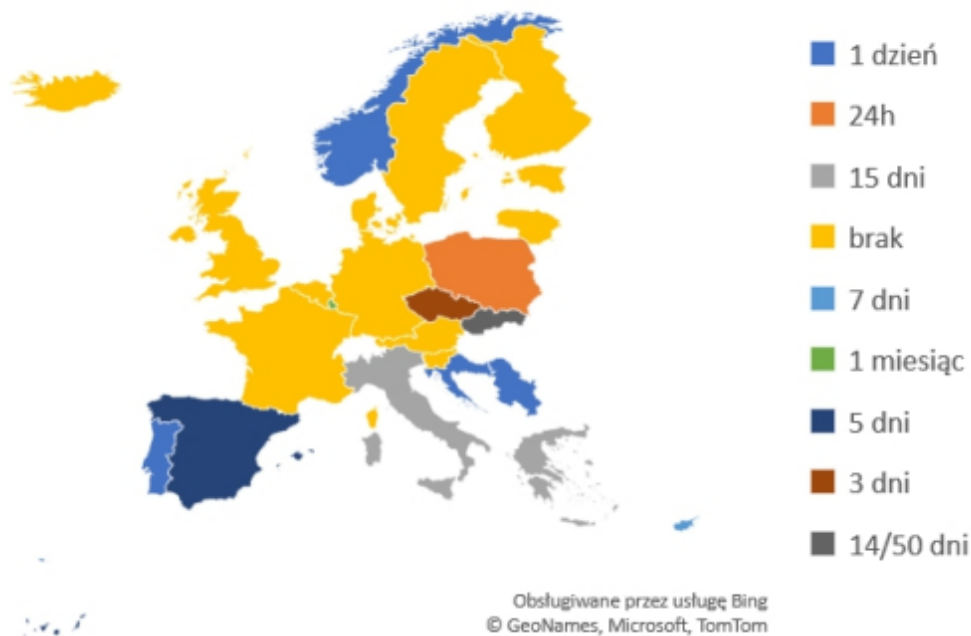 1 dzień
24h
15 dni
brak
7 dni
1 miesiąc
5 dni
3 dni
14/50 dni
Obsługiwane przez usługę Bing
© GeoNames, Microsoft, TomTom